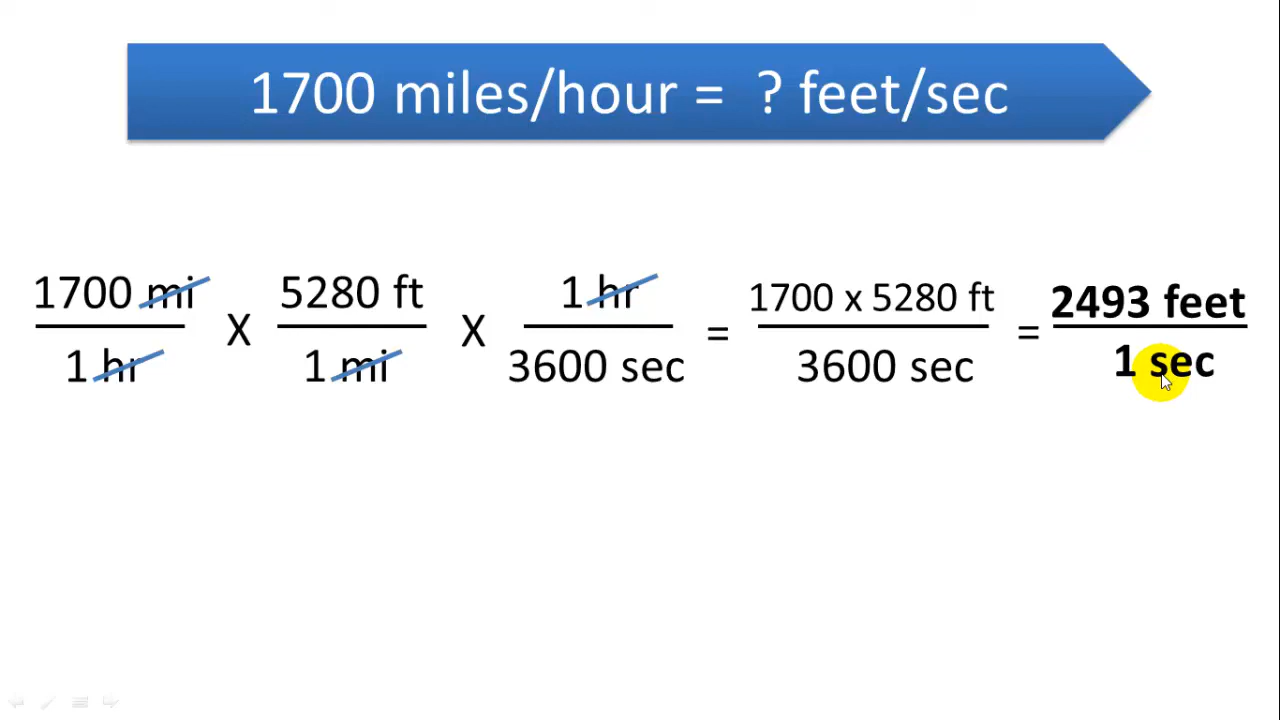 1700 miles/hour = ? feet/sec
1700 mi X 5280 ft X 1 hr = 1700 x 5280 ft = 2493 feet
1 hr 1 mi 3600 sec 3600 sec 1 sec